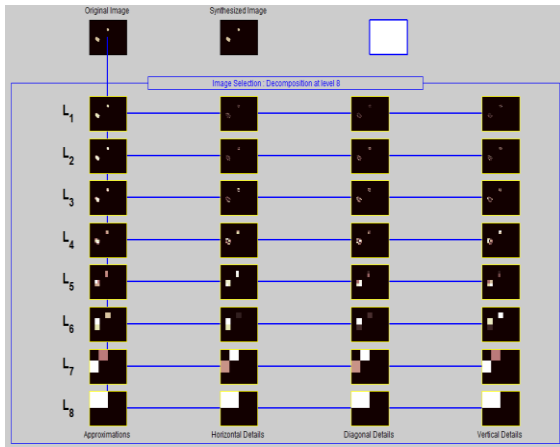 Original Image Synthesized Image
Image Selection : Decomposition at level 8
L1
L2
L3
L4
L5
L6
L7
L8
Approximations Horizontal Details Diagonal Details Vertical Details